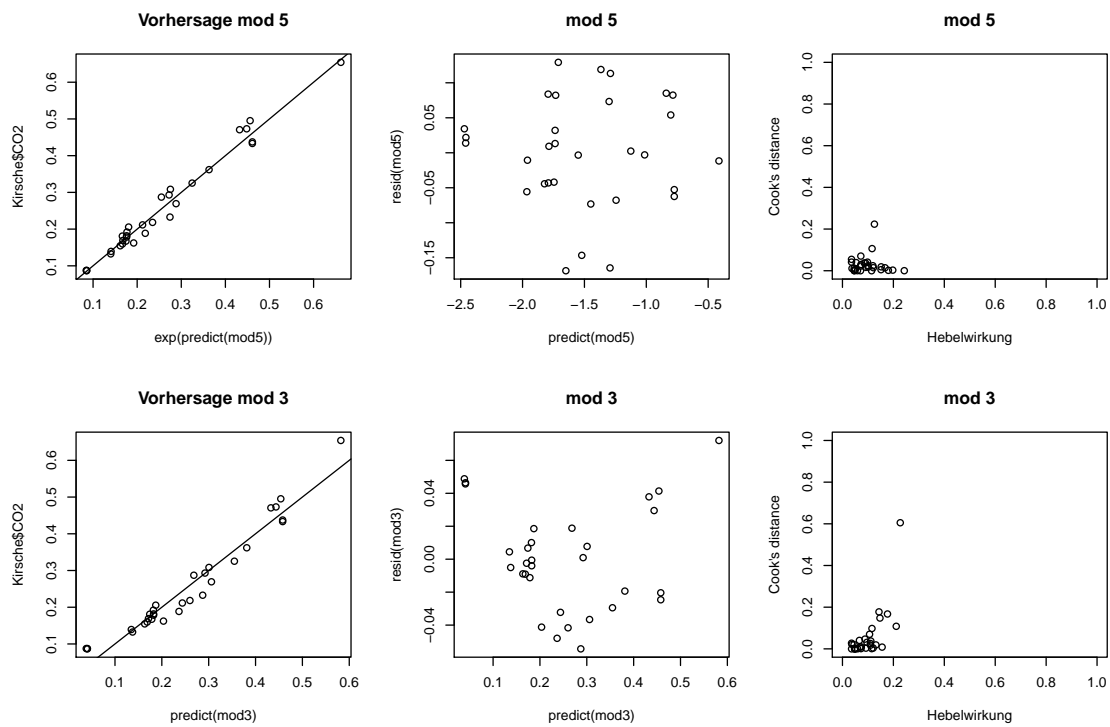 Vorhersage mod 5
Kirsche$CO2
0.1 0.2 0.3 0.4 0.5 0.6
0.1 0.2 0.3 0.4 0.5 0.6
exp(predict(mod5))
mod 5
resid(mod5)
−0.15 −0.05 0.05
−2.5 −2.0 −1.5 −1.0 −0.5
predict(mod5)
mod 5
Cook's distance
0.0 0.2 0.4 0.6 0.8 1.0
0.0 0.2 0.4 0.6 0.8 1.0
Hebelwirkung
Vorhersage mod 3
Kirsche$CO2
0.1 0.2 0.3 0.4 0.5 0.6
0.1 0.2 0.3 0.4 0.5 0.6
predict(mod3)
mod 3
resid(mod3)
−0.04 0.00 0.04
0.1 0.2 0.3 0.4 0.5 0.6
predict(mod3)
mod 3
Cook's distance
0.0 0.2 0.4 0.6 0.8 1.0
0.0 0.2 0.4 0.6 0.8 1.0
Hebelwirkung